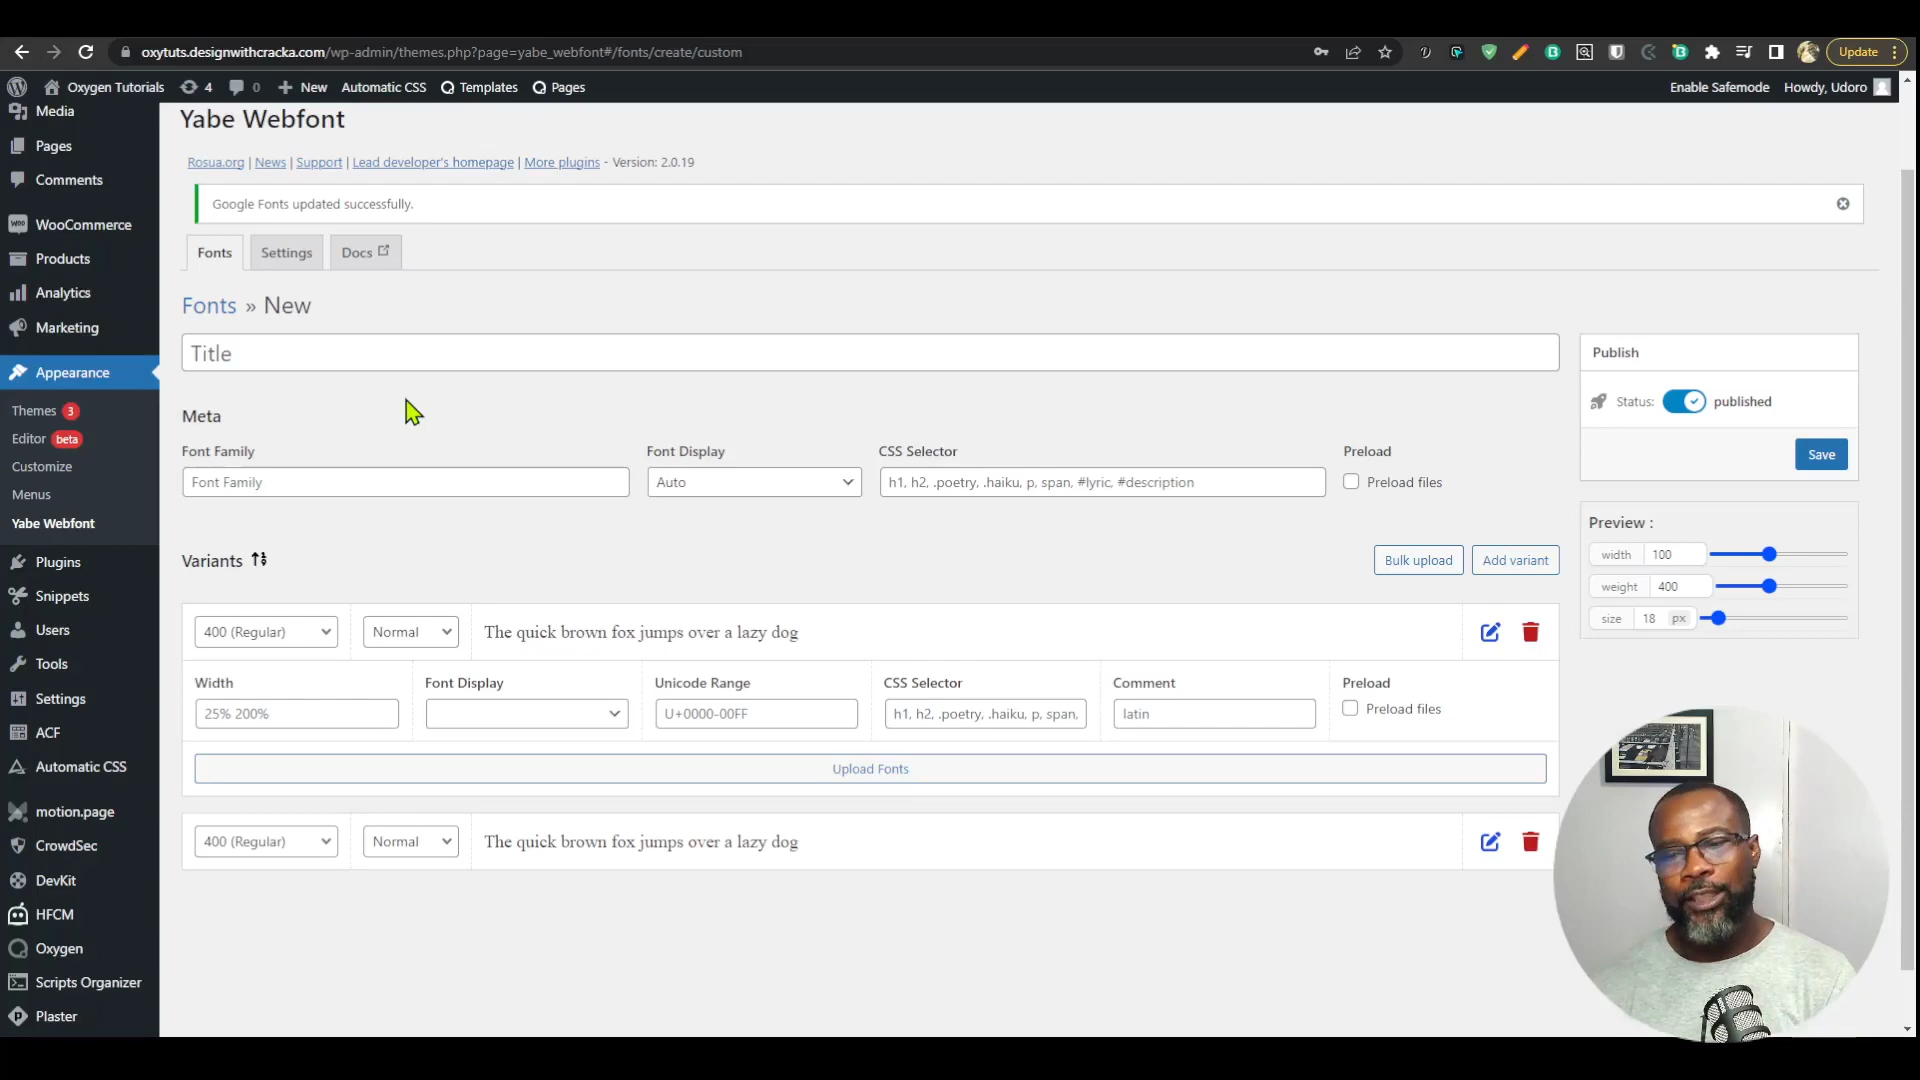 oxytuts.designwithcracka.com/wp-admin/themes.php?page=yabe_webfont#/fonts/create/custom
Update
Oxygen Tutorials 4 0 New Automatic CSS Templates Pages
Enable Safemode Howdy, Udoro
Media
Pages
Comments
WooCommerce
Products
Analytics
Marketing
Appearance
Themes 3
Editor beta
Customize
Menus
Yabe Webfont
Plugins
Snippets
Users
Tools
Settings
ACF
Automatic CSS
motion.page
CrowdSec
DevKit
HFCM
Oxygen
Scripts Organizer
Plaster
Yabe Webfont
Rosua.org | News | Support | Lead developer's homepage | More plugins - Version: 2.0.19
Google Fonts updated successfully.
Fonts Settings Docs
Fonts » New
Title
Meta
Font Family Font Display CSS Selector Preload
Font Family Auto h1, h2, .poetry, .haiku, p, span, #lyric, #description Preload files
Variants
Bulk upload Add variant
400 (Regular) Normal The quick brown fox jumps over a lazy dog
Width Font Display Unicode Range CSS Selector Comment Preload
25% 200% U+0000-00FF h1, h2, .poetry, .haiku, p, span, latin Preload files
Upload Fonts
400 (Regular) Normal The quick brown fox jumps over a lazy dog
Publish
Status: published
Save
Preview :
width 100
weight 400
size 18 px